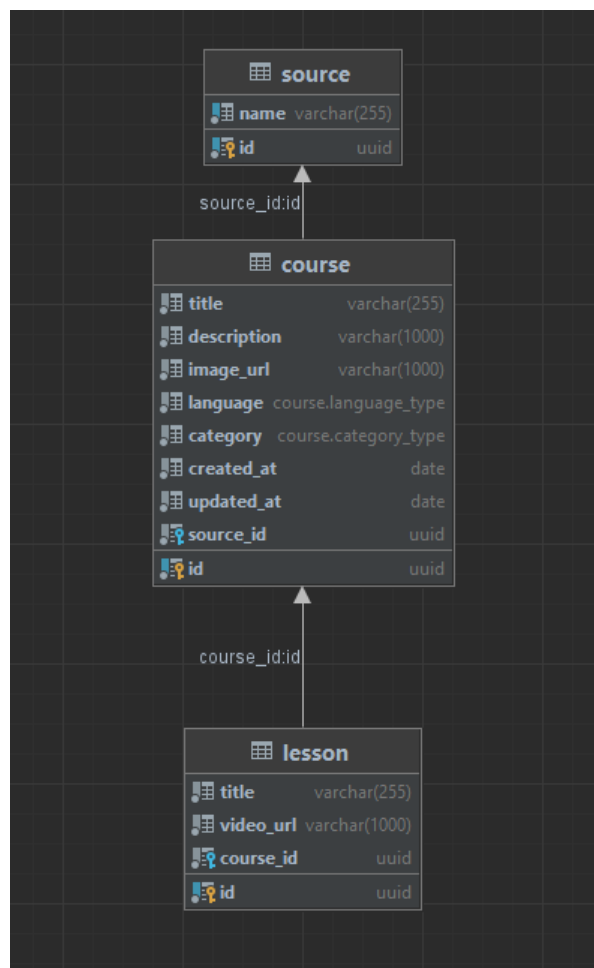 source
name varchar(255)
id uuid
source_id:id
course
title varchar(255)
description varchar(1000)
image_url varchar(1000)
language course.language_type
category course.category_type
created_at date
updated_at date
source_id uuid
id uuid
course_id:id
lesson
title varchar(255)
video_url varchar(1000)
course_id uuid
id uuid